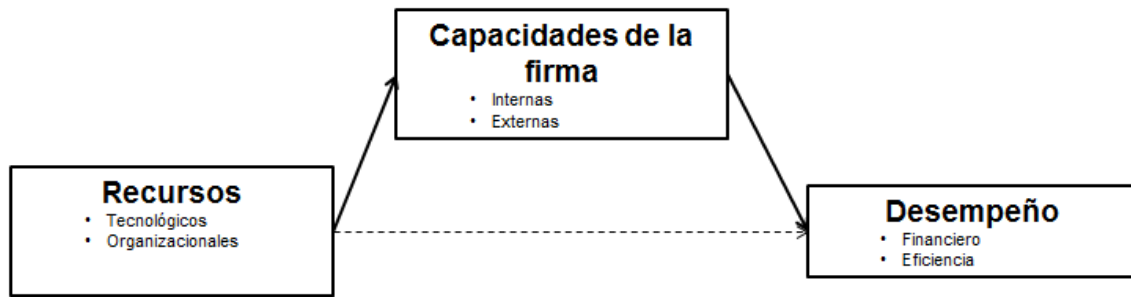 Capacidades de la
firma
• Internas
• Externas
Recursos
• Tecnológicos
• Organizacionales
Desempeño
• Financiero
• Eficiencia